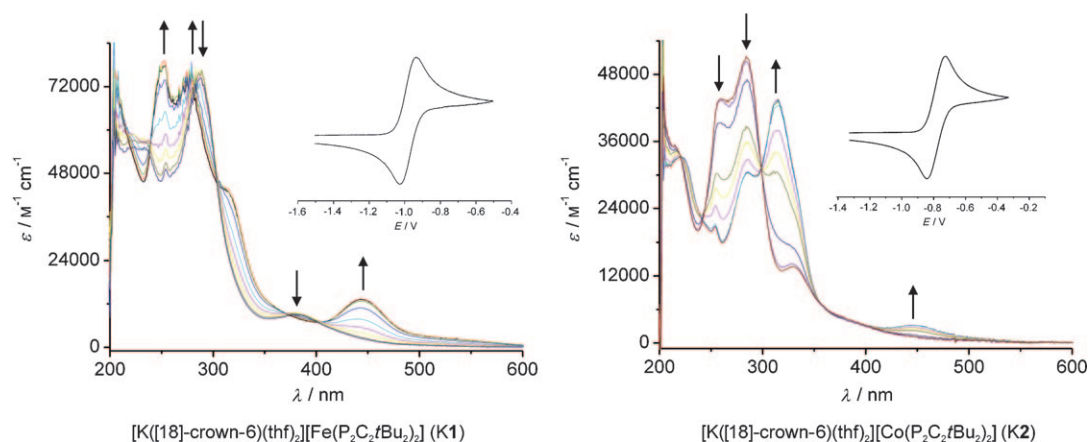 72000
48000
24000
0
ε / M⁻¹ cm⁻¹
200 300 400 500 600
λ / nm
-1.6 -1.4 -1.2 -1.0 -0.8 -0.6 -0.4
E / V
[K([18]-crown-6)(thf)₂][Fe(P₂C₂tBu₂)₂] (K1)
48000
36000
24000
12000
0
ε / M⁻¹ cm⁻¹
200 300 400 500 600
λ / nm
-1.3 -1.2 -1.0 -0.8 -0.6 -0.4 -0.2
E / V
[K([18]-crown-6)(thf)₂][Co(P₂C₂tBu₂)₂] (K2)